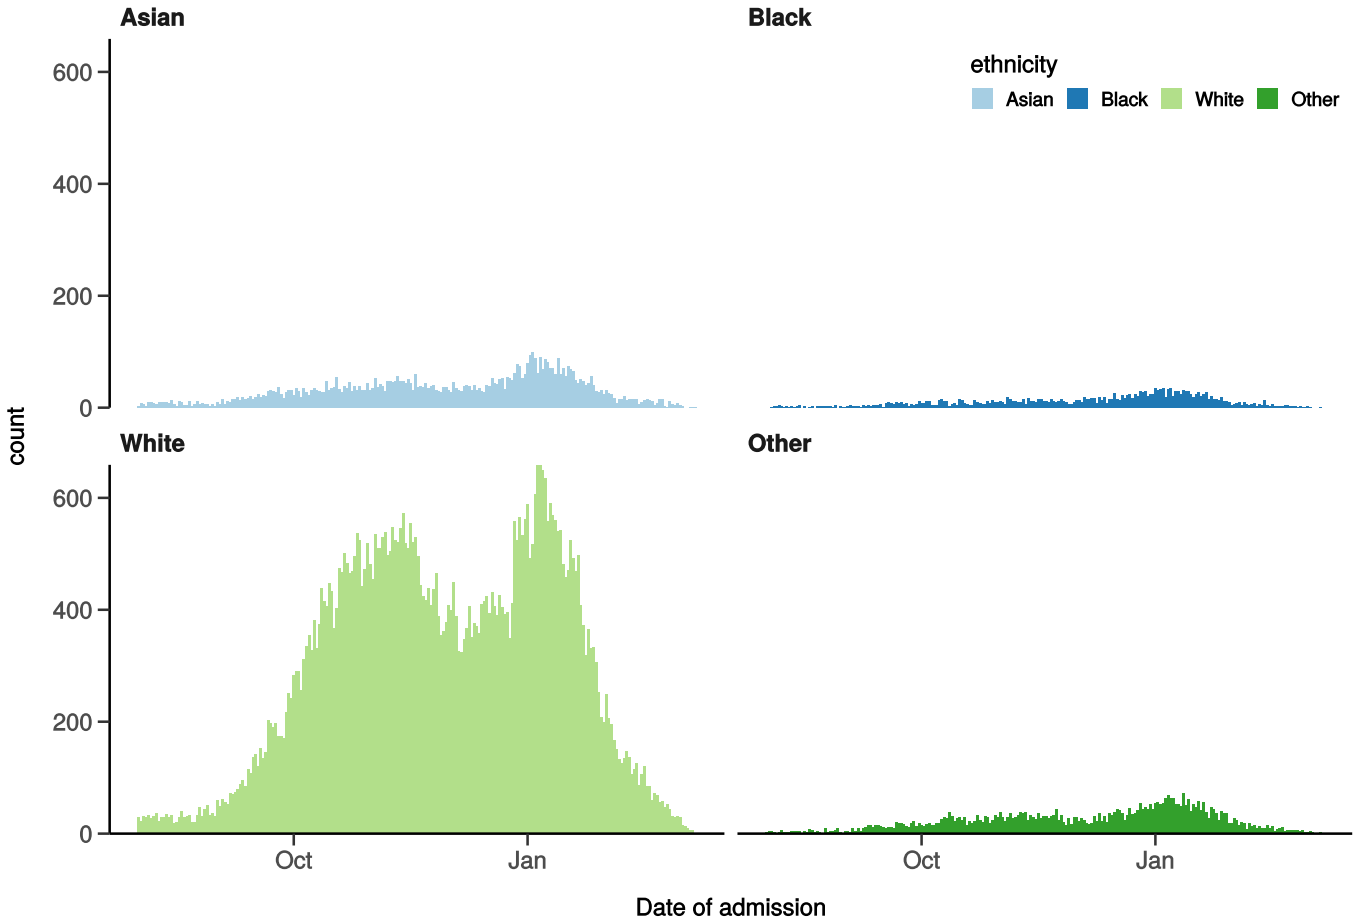 Asian
Black
ethnicity
Asian Black White Other
600
400
200
0
count
White
Other
600
400
200
0
Oct Jan Oct Jan
Date of admission